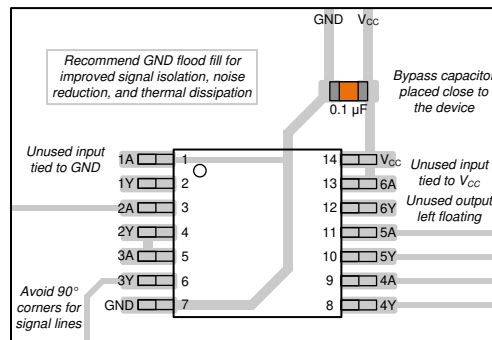 GND VCC
Recommend GND flood fill for
improved signal isolation, noise
reduction, and thermal dissipation
Bypass capacitor
placed close to
the device
0.1 µF
Unused input
tied to GND
1A 1 14 VCC
1Y 2 13 6A
2A 3 12 6Y
2Y 4 11 5A
3A 5 10 5Y
3Y 6 9 4A
GND 7 8 4Y
Unused input
tied to VCC
Unused output
left floating
Avoid 90°
corners for
signal lines